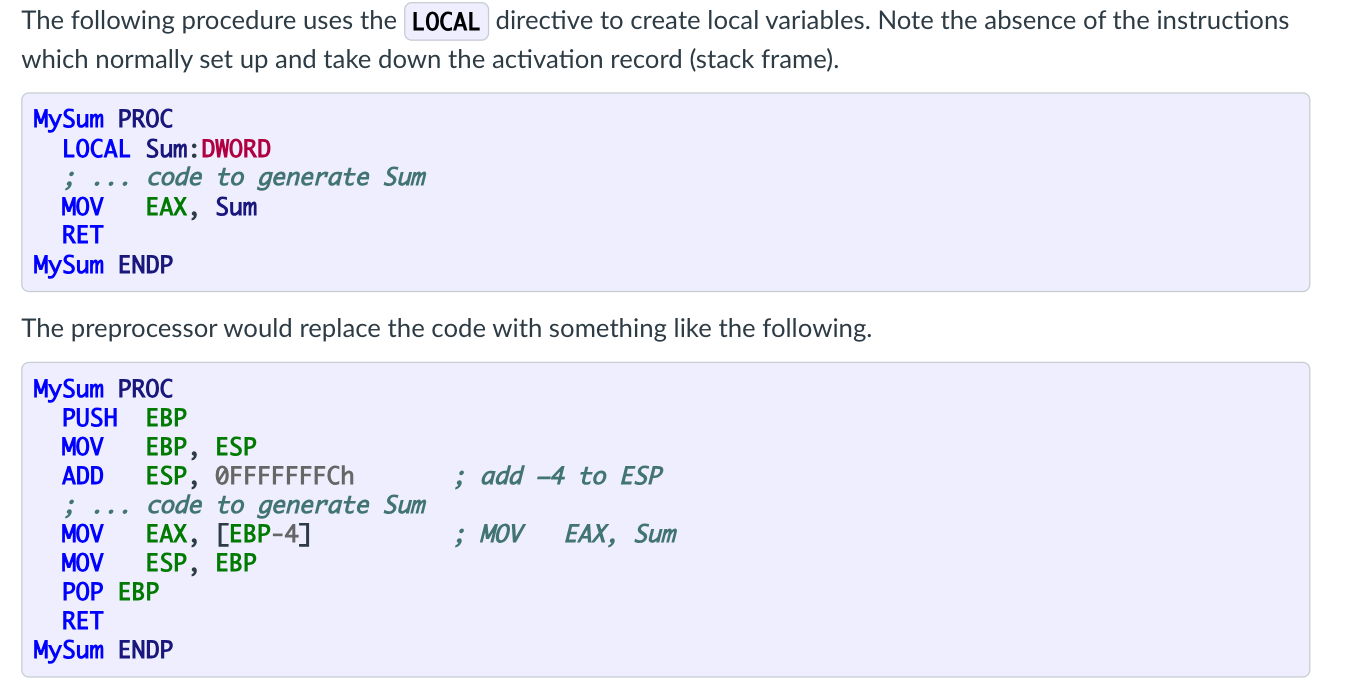 The following procedure uses the LOCAL directive to create local variables. Note the absence of the instructions
which normally set up and take down the activation record (stack frame).
MySum PROC
  LOCAL Sum:DWORD
  ; ... code to generate Sum
  MOV   EAX, Sum
  RET
MySum ENDP
The preprocessor would replace the code with something like the following.
MySum PROC
  PUSH  EBP
  MOV   EBP, ESP
  ADD   ESP, 0FFFFFFFCh       ; add –4 to ESP
  ; ... code to generate Sum
  MOV   EAX, [EBP-4]          ; MOV   EAX, Sum
  MOV   ESP, EBP
  POP EBP
  RET
MySum ENDP